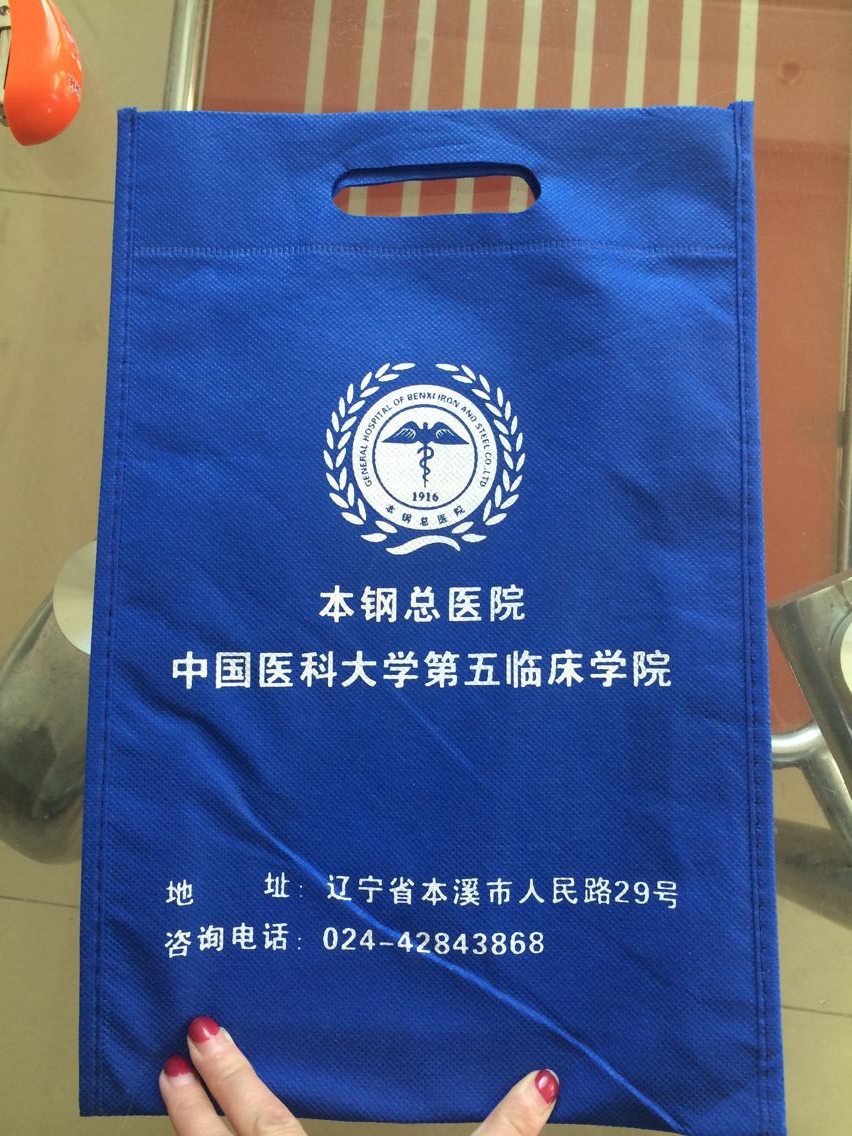 GENERAL HOSPITAL OF BENXI IRON AND STEEL CO.,LTD
1916
本钢总医院
本钢总医院
中国医科大学第五临床学院
地 址: 辽宁省本溪市人民路29号
咨询电话: 024-42843868